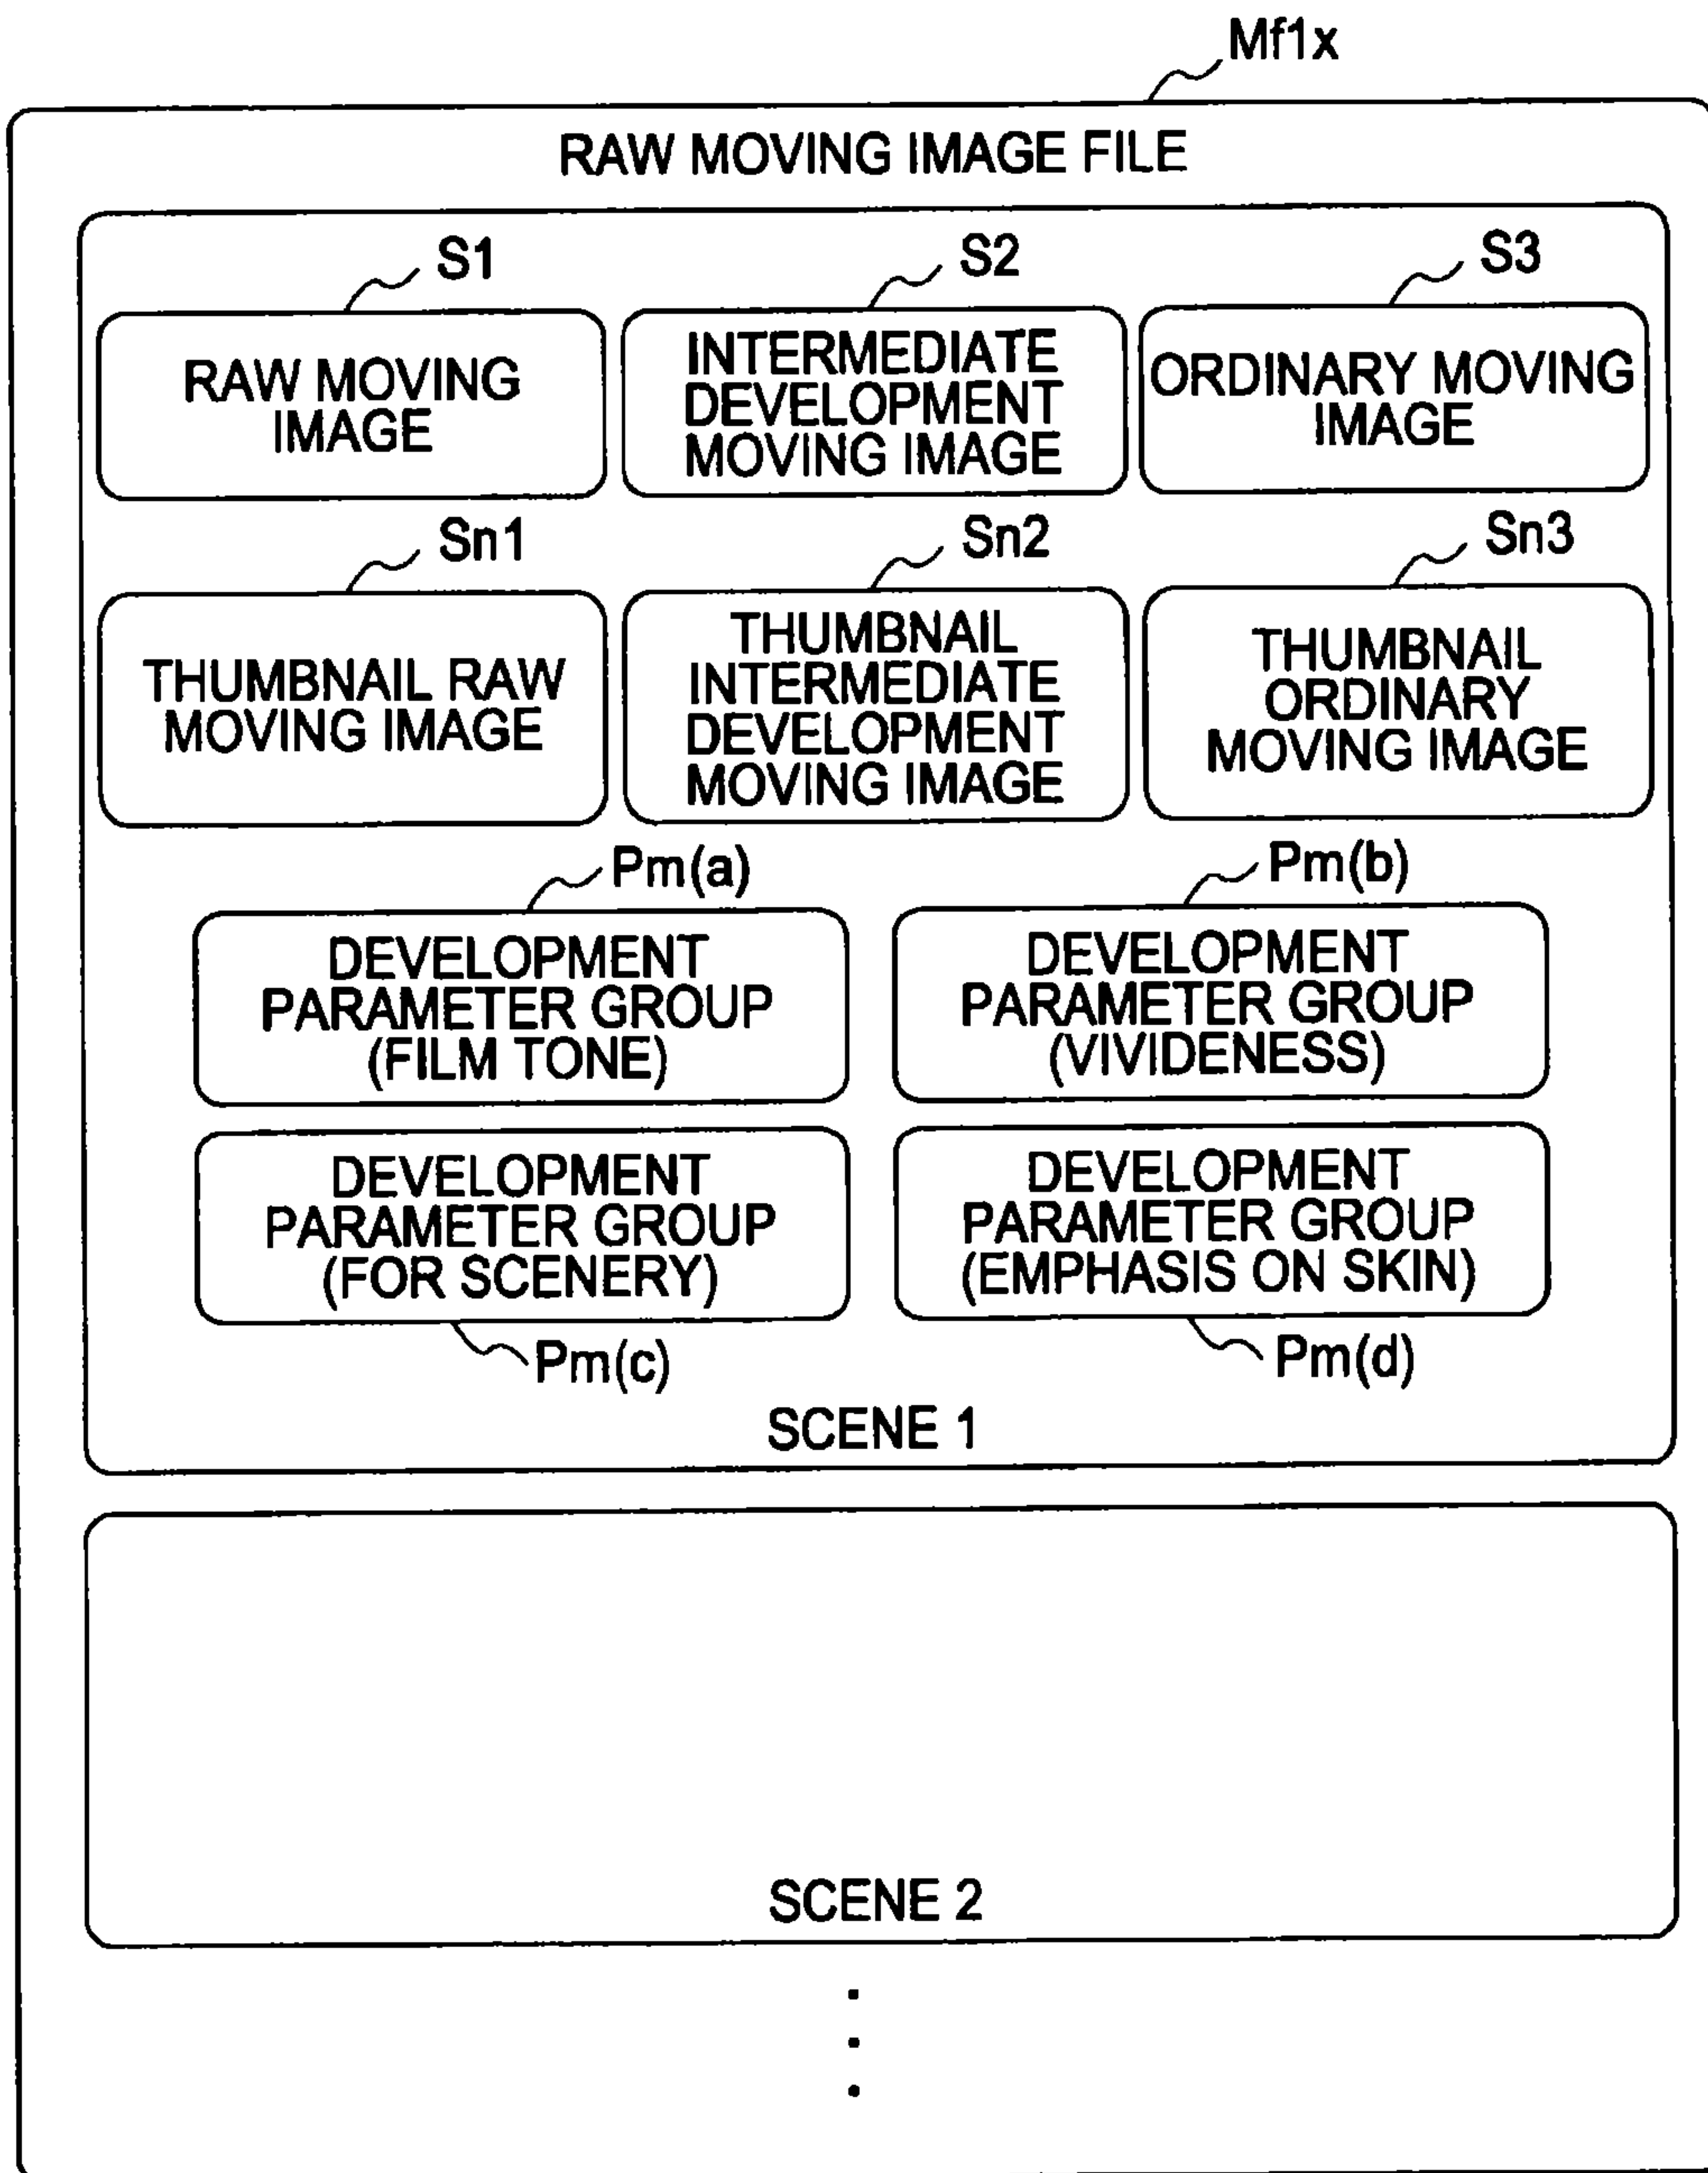 Mf1x
RAW MOVING IMAGE FILE
S1
S2
S3
RAW MOVING
IMAGE
INTERMEDIATE
DEVELOPMENT
MOVING IMAGE
ORDINARY MOVING
IMAGE
Sn1
Sn2
Sn3
THUMBNAIL RAW
MOVING IMAGE
THUMBNAIL
INTERMEDIATE
DEVELOPMENT
MOVING IMAGE
THUMBNAIL
ORDINARY
MOVING IMAGE
Pm(a)
Pm(b)
DEVELOPMENT
PARAMETER GROUP
(FILM TONE)
DEVELOPMENT
PARAMETER GROUP
(VIVIDENESS)
DEVELOPMENT
PARAMETER GROUP
(FOR SCENERY)
DEVELOPMENT
PARAMETER GROUP
(EMPHASIS ON SKIN)
Pm(c)
Pm(d)
SCENE 1
SCENE 2